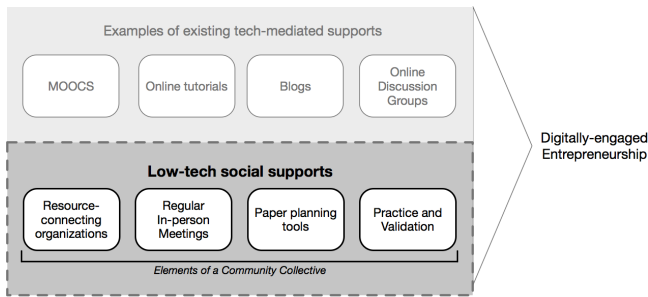 Examples of existing tech-mediated supports
MOOCS
Online tutorials
Blogs
Online
Discussion
Groups
Digitally-engaged
Entrepreneurship
Low-tech social supports
Resource-
connecting
organizations
Regular
In-person
Meetings
Paper planning
tools
Practice and
Validation
Elements of a Community Collective